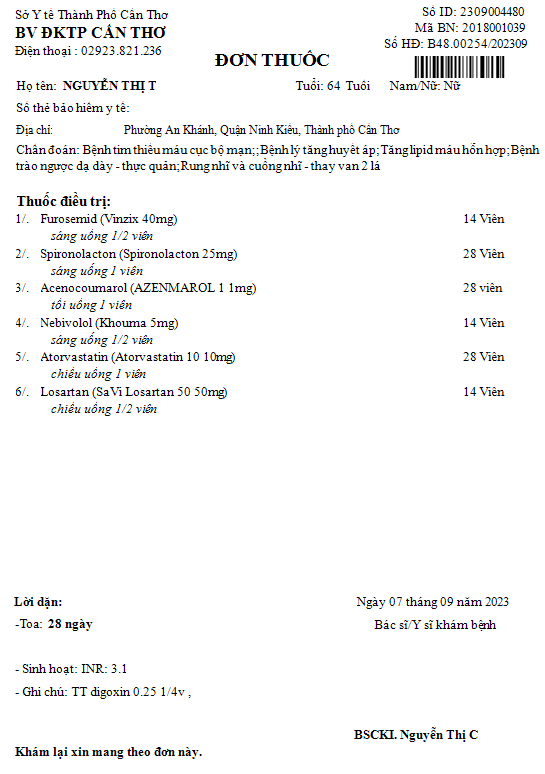 Sở Y tế Thành Phố Cần Thơ
Số ID: 2309004480
BV ĐKTP CẦN THƠ
Mã BN: 2018001039
Điện thoại : 02923.821.236
Số HĐ: B48.00254/202309
ĐƠN THUỐC
Họ tên: NGUYỄN THỊ T Tuổi: 64 Tuổi Nam/Nữ: Nữ
Số thẻ bảo hiểm y tế:
Địa chỉ: Phường An Khánh, Quận Ninh Kiều, Thành phố Cần Thơ
Chẩn đoán: Bệnh tim thiếu máu cục bộ mạn;;Bệnh lý tăng huyết áp;Tăng lipid máu hỗn hợp;Bệnh
trào ngược dạ dày - thực quản;Rung nhĩ và cuồng nhĩ - thay van 2 lá
Thuốc điều trị:
1/. Furosemid (Vinzix 40mg) 14 Viên
sáng uống 1/2 viên
2/. Spironolacton (Spironolacton 25mg) 28 Viên
sáng uống 1 viên
3/. Acenocoumarol (AZENMAROL 1 1mg) 28 viên
tối uống 1 viên
4/. Nebivolol (Khouma 5mg) 14 Viên
sáng uống 1/2 viên
5/. Atorvastatin (Atorvastatin 10 10mg) 28 Viên
chiều uống 1 viên
6/. Losartan (SaVi Losartan 50 50mg) 14 Viên
chiều uống 1/2 viên
Lời dặn:
Ngày 07 tháng 09 năm 2023
-Toa: 28 ngày
Bác sĩ/Y sĩ khám bệnh
- Sinh hoạt: INR: 3.1
- Ghi chú: TT digoxin 0.25 1/4v ,
BSCKI. Nguyễn Thị C
Khám lại xin mang theo đơn này.